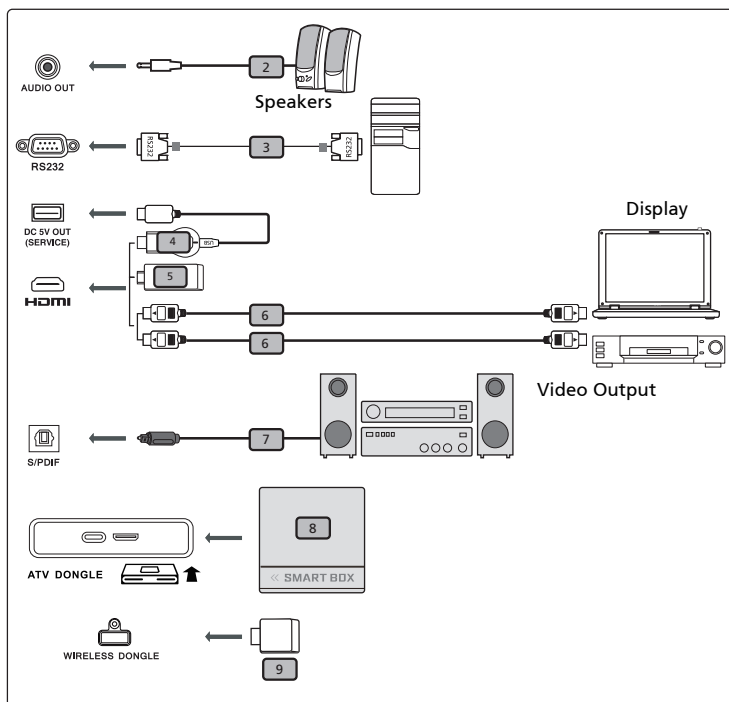 AUDIO OUT
2
Speakers
RS232
RS232
3
RS232
DC 5V OUT
(SERVICE)
4
USB
5
HDMI
6
6
Display
Video Output
S/PDIF
7
ATV DONGLE
8
« SMART BOX
WIRELESS DONGLE
9